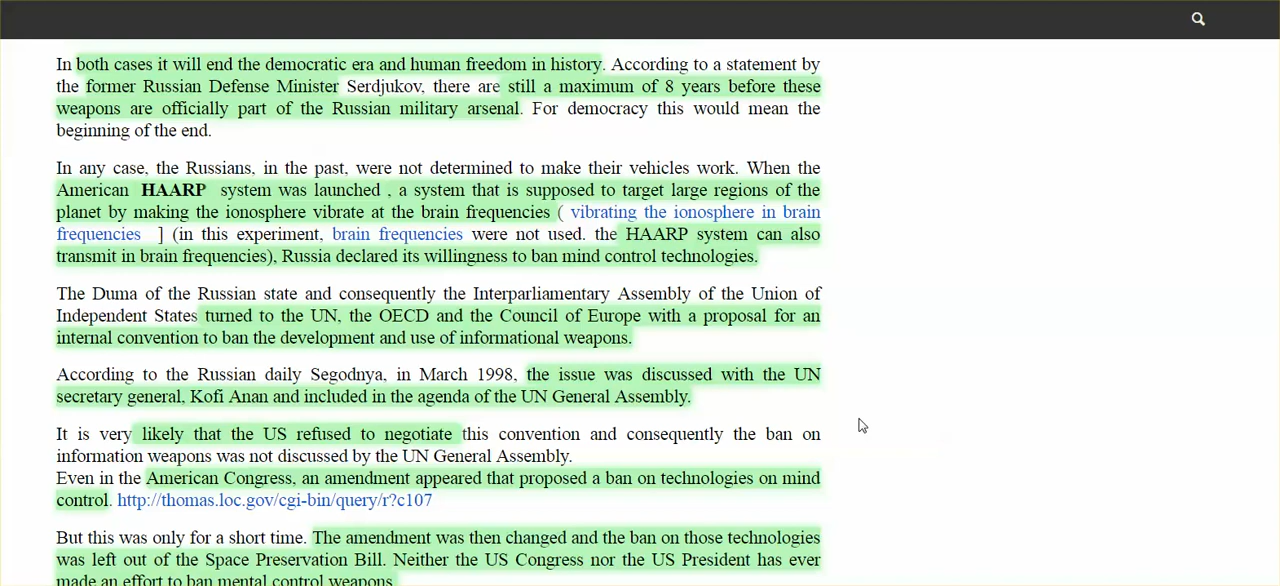 In both cases it will end the democratic era and human freedom in history. According to a statement by
the former Russian Defense Minister Serdjukov, there are still a maximum of 8 years before these
weapons are officially part of the Russian military arsenal. For democracy this would mean the
beginning of the end.
In any case, the Russians, in the past, were not determined to make their vehicles work. When the
American HAARP system was launched , a system that is supposed to target large regions of the
planet by making the ionosphere vibrate at the brain frequencies ( vibrating the ionosphere in brain
frequencies ] (in this experiment, brain frequencies were not used. the HAARP system can also
transmit in brain frequencies), Russia declared its willingness to ban mind control technologies.
The Duma of the Russian state and consequently the Interparliamentary Assembly of the Union of
Independent States turned to the UN, the OECD and the Council of Europe with a proposal for an
internal convention to ban the development and use of informational weapons.
According to the Russian daily Segodnya, in March 1998, the issue was discussed with the UN
secretary general, Kofi Anan and included in the agenda of the UN General Assembly.
It is very likely that the US refused to negotiate this convention and consequently the ban on
information weapons was not discussed by the UN General Assembly.
Even in the American Congress, an amendment appeared that proposed a ban on technologies on mind
control. http://thomas.loc.gov/cgi-bin/query/r?c107
But this was only for a short time. The amendment was then changed and the ban on those technologies
was left out of the Space Preservation Bill. Neither the US Congress nor the US President has ever
made an effort to ban mental control weapons.